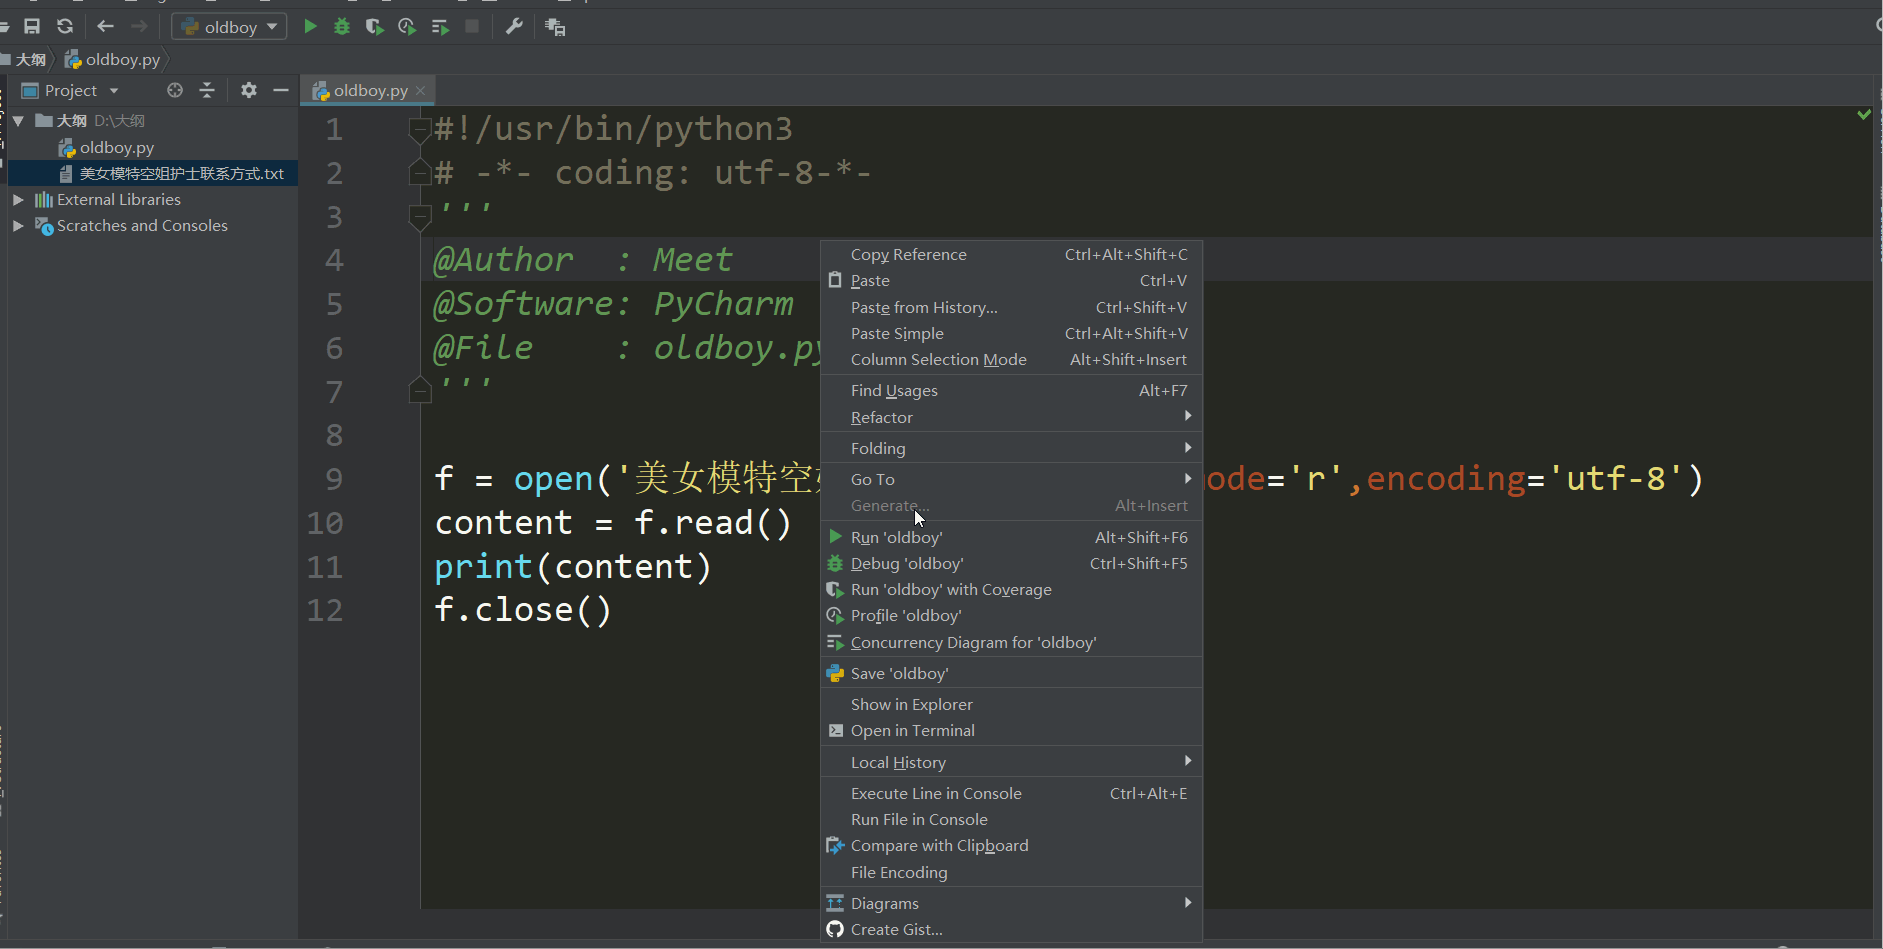 oldboy
大纲
oldboy.py
Project
oldboy.py
大纲 D:\大纲
oldboy.py
美女模特空姐护士联系方式.txt
External Libraries
Scratches and Consoles
1 #!/usr/bin/python3
2 # -*- coding: utf-8-*-
3 '''
4 @Author : Meet
5 @Software: PyCharm
6 @File : oldboy.py
7 '''
8
9 f = open('美女模特空 ode='r',encoding='utf-8')
10 content = f.read()
11 print(content)
12 f.close()
Copy Reference Ctrl+Alt+Shift+C
Paste Ctrl+V
Paste from History... Ctrl+Shift+V
Paste Simple Ctrl+Alt+Shift+V
Column Selection Mode Alt+Shift+Insert
Find Usages Alt+F7
Refactor
Folding
Go To
Generate... Alt+Insert
Run 'oldboy' Alt+Shift+F6
Debug 'oldboy' Ctrl+Shift+F5
Run 'oldboy' with Coverage
Profile 'oldboy'
Concurrency Diagram for 'oldboy'
Save 'oldboy'
Show in Explorer
Open in Terminal
Local History
Execute Line in Console Ctrl+Alt+E
Run File in Console
Compare with Clipboard
File Encoding
Diagrams
Create Gist...